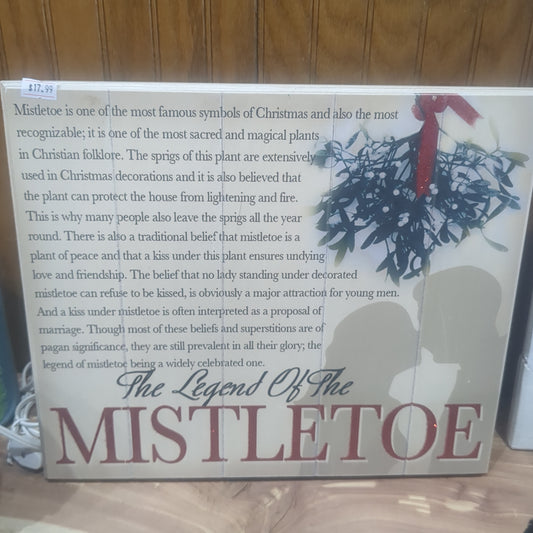 $17.99
Mistletoe is one of the most famous symbols of Christmas and also the most
recognizable; it is one of the most sacred and magical plants
in Christian folklore. The sprigs of this plant are extensively
used in Christmas decorations and it is also believed that
the plant can protect the house from lightening and fire.
This is why many people also leave the sprigs all the year
round. There is also a traditional belief that mistletoe is a
plant of peace and that a kiss under this plant ensures undying
love and friendship. The belief that no lady standing under decorated
mistletoe can refuse to be kissed, is obviously a major attraction for young men.
And a kiss under mistletoe is often interpreted as a proposal of
marriage. Though most of these beliefs and superstitions are of
pagan significance, they are still prevalent in all their glory; the
legend of mistletoe being a widely celebrated one.
The Legend Of The
MISTLETOE